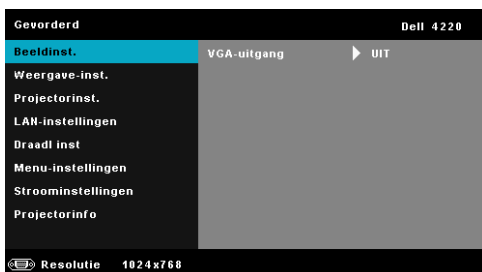 Gevorderd Dell 4220
Beeldinst. VGA-uitgang UIT
Weergave-inst.
Projectorinst.
LAN-instellingen
Draadl inst
Menu-instellingen
Stroominstellingen
Projectorinfo
Resolutie 1024x768